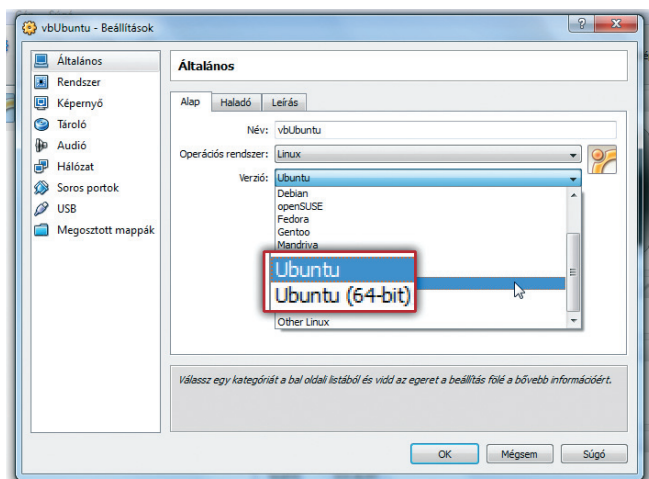 vbUbuntu - Beállítások
Általános
Rendszer
Képernyő
Tároló
Audió
Hálózat
Soros portok
USB
Megosztott mappák
Általános
Alap Haladó Leírás
Név: vbUbuntu
Operációs rendszer: Linux
Verzió: Ubuntu
Debian
openSUSE
Fedora
Gentoo
Mandriva
Ubuntu
Ubuntu (64-bit)
Other Linux
Válassz egy kategóriát a bal oldali listából és vidd az egeret a beállítás fölé a bővebb információért.
OK Mégsem Súgó